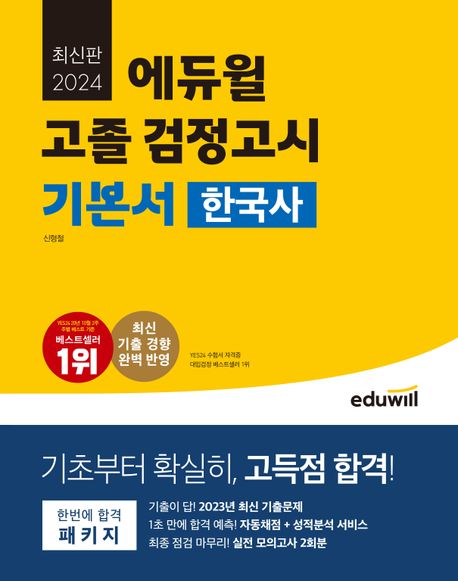 최신판
2024
에듀윌
고졸 검정고시
기본서 한국사
신형철
YES24 20년 10월 2주
주별 베스트 기준
베스트셀러
1위
최신
기출 경향
완벽 반영
YES24 수험서 자격증
대입검정 베스트셀러 1위
eduwill
기초부터 확실히, 고득점 합격!
한번에 합격
패키지
기출이 답! 2023년 최신 기출문제
1초 만에 합격 예측! 자동채점 + 성적분석 서비스
최종 점검 마무리! 실전 모의고사 2회분